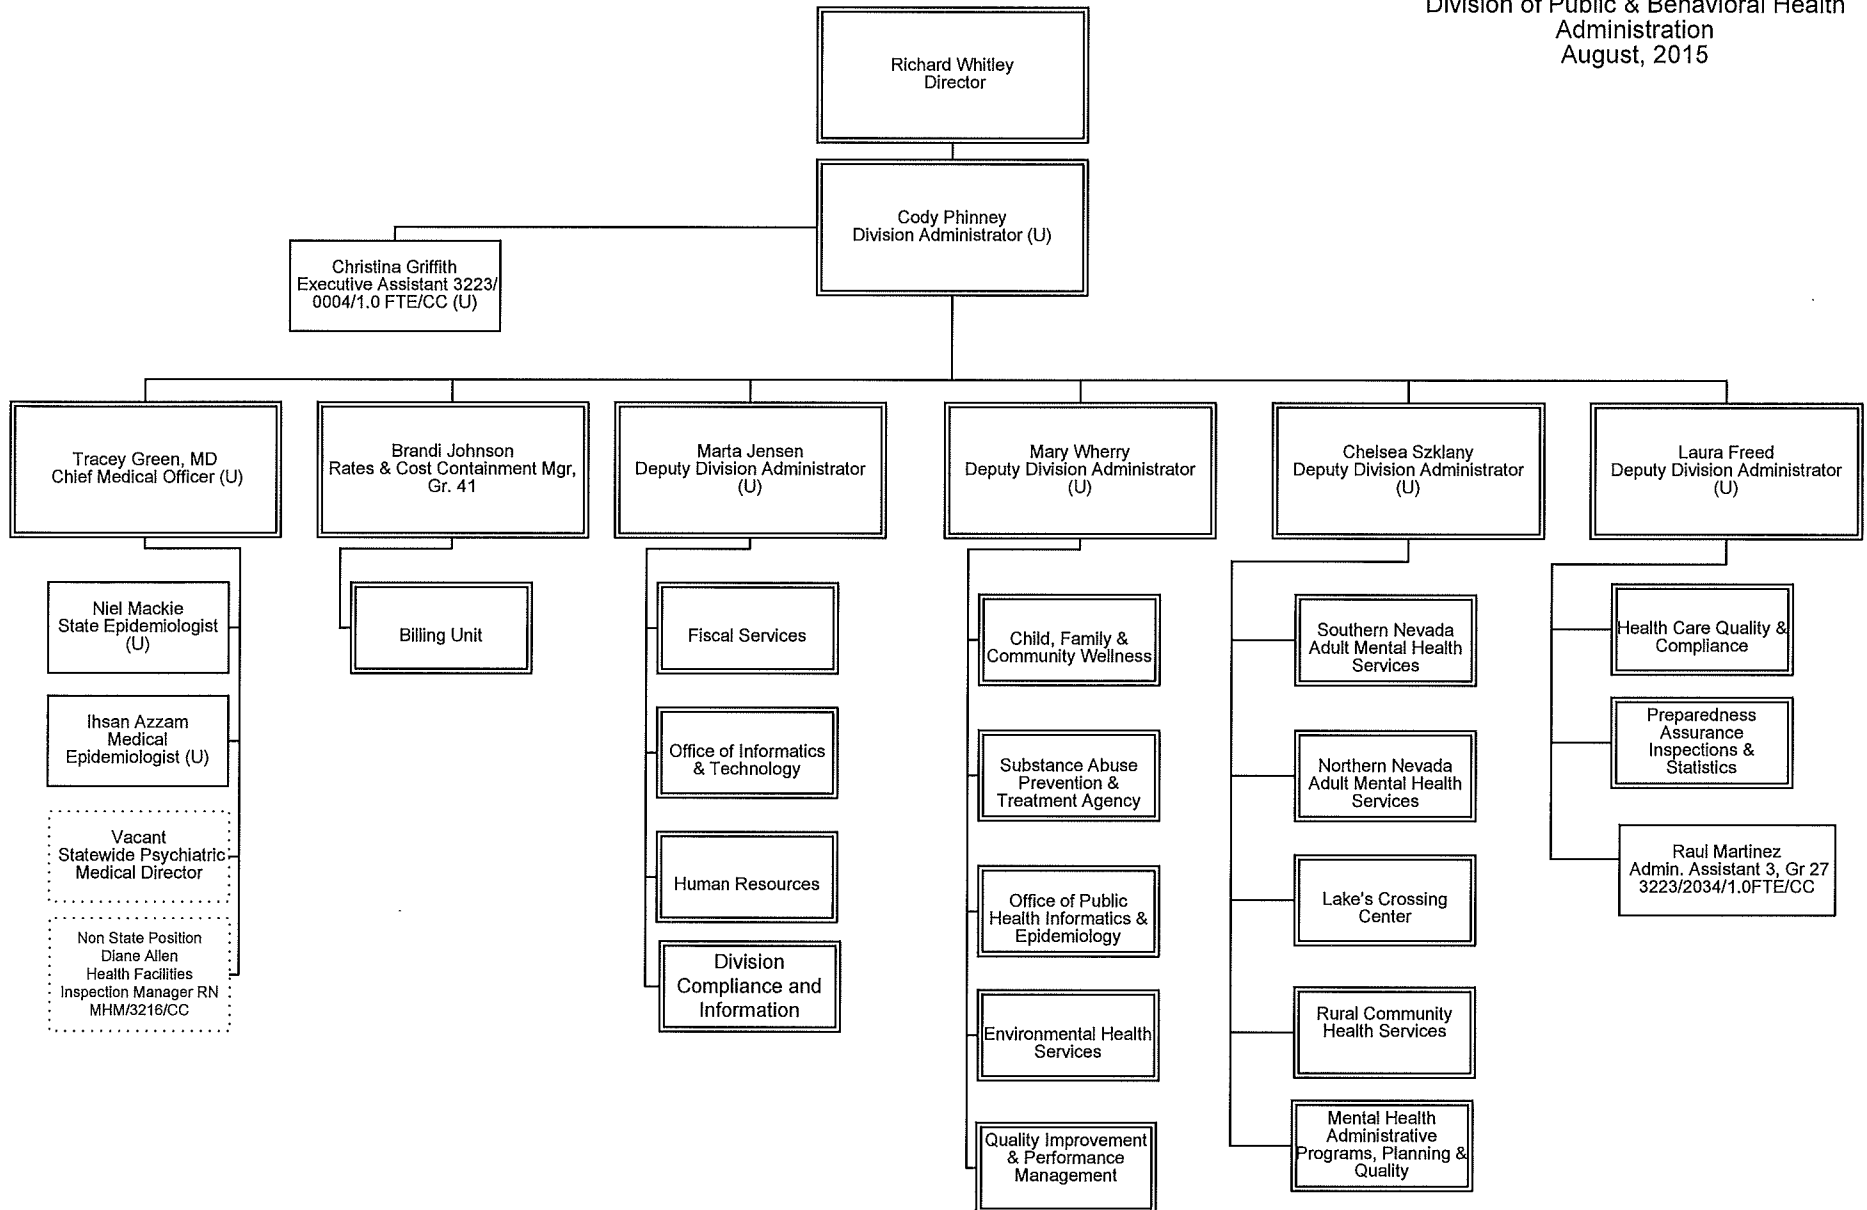 Division of Public & Behavioral Health
Administration
August, 2015
Richard Whitley
Director
Cody Phinney
Division Administrator (U)
Christina Griffith
Executive Assistant 3223/
0004/1.0 FTE/CC (U)
Tracey Green, MD
Chief Medical Officer (U)
Brandi Johnson
Rates & Cost Containment Mgr,
Gr. 41
Marta Jensen
Deputy Division Administrator
(U)
Mary Wherry
Deputy Division Administrator
(U)
Chelsea Szklany
Deputy Division Administrator
(U)
Laura Freed
Deputy Division Administrator
(U)
Niel Mackie
State Epidemiologist
(U)
Ihsan Azzam
Medical
Epidemiologist (U)
Vacant
Statewide Psychiatric
Medical Director
Non State Position
Diane Allen
Health Facilities
Inspection Manager RN
MHM/3216/CC
Billing Unit
Fiscal Services
Office of Informatics
& Technology
Human Resources
Division
Compliance and
Information
Child, Family &
Community Wellness
Substance Abuse
Prevention &
Treatment Agency
Office of Public
Health Informatics &
Epidemiology
Environmental Health
Services
Quality Improvement
& Performance
Management
Southern Nevada
Adult Mental Health
Services
Northern Nevada
Adult Mental Health
Services
Lake's Crossing
Center
Rural Community
Health Services
Mental Health
Administrative
Programs, Planning &
Quality
Health Care Quality &
Compliance
Preparedness
Assurance
Inspections &
Statistics
Raul Martinez
Admin. Assistant 3, Gr 27
3223/2034/1.0FTE/CC